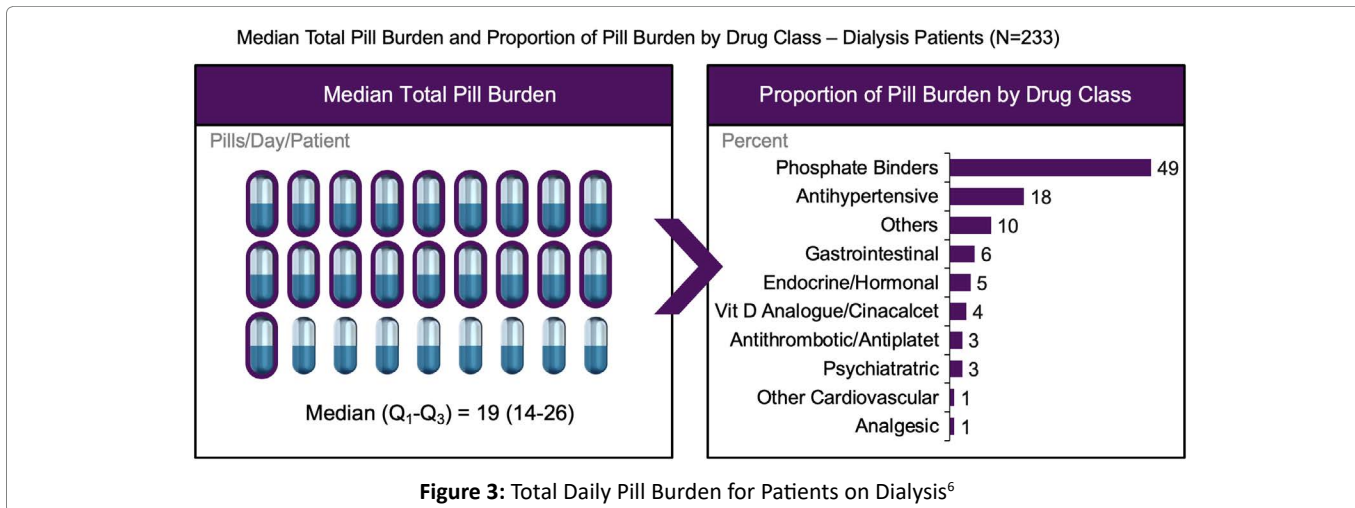 Median Total Pill Burden and Proportion of Pill Burden by Drug Class – Dialysis Patients (N=233)
Median Total Pill Burden
Pills/Day/Patient
Median (Q1-Q3) = 19 (14-26)
Proportion of Pill Burden by Drug Class
Percent
Phosphate Binders 49
Antihypertensive 18
Others 10
Gastrointestinal 6
Endocrine/Hormonal 5
Vit D Analogue/Cinacalcet 4
Antithrombotic/Antiplatet 3
Psychiatratric 3
Other Cardiovascular 1
Analgesic 1
Figure 3: Total Daily Pill Burden for Patients on Dialysis6